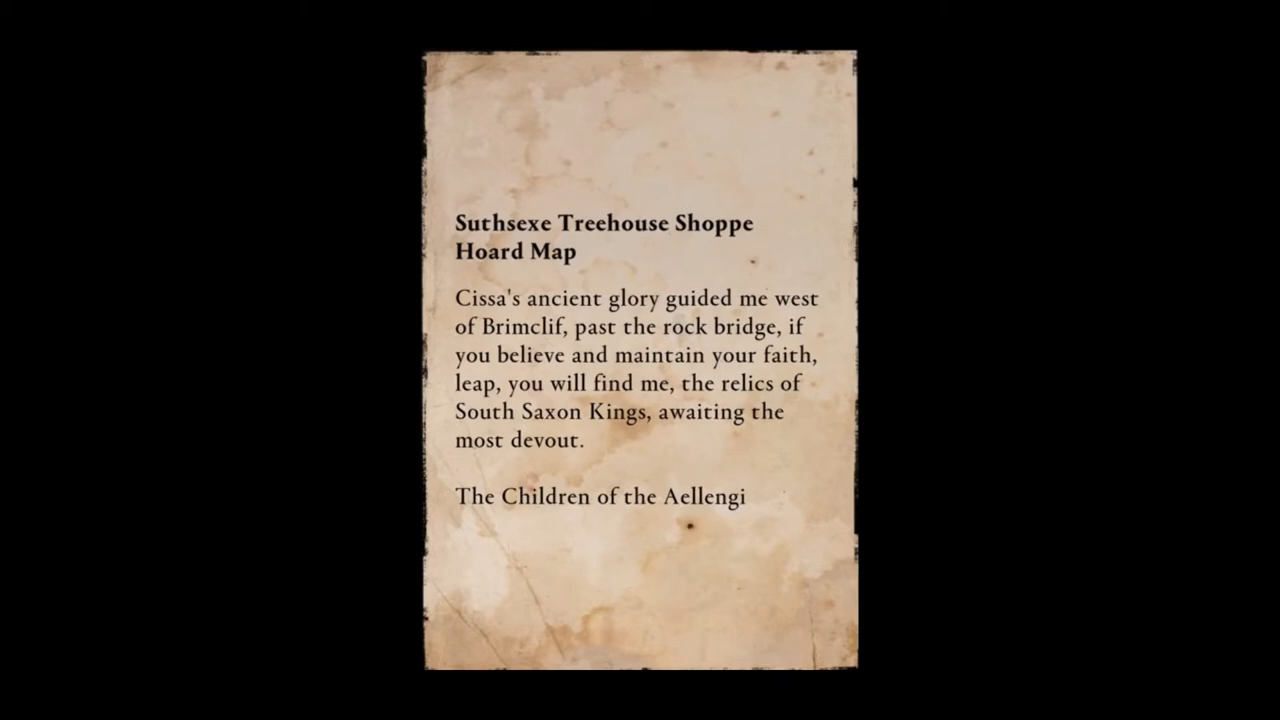 Suthsexe Treehouse Shoppe
Hoard Map
Cissa's ancient glory guided me west
of Brimclif, past the rock bridge, if
you believe and maintain your faith,
leap, you will find me, the relics of
South Saxon Kings, awaiting the
most devout.
The Children of the Aellengi